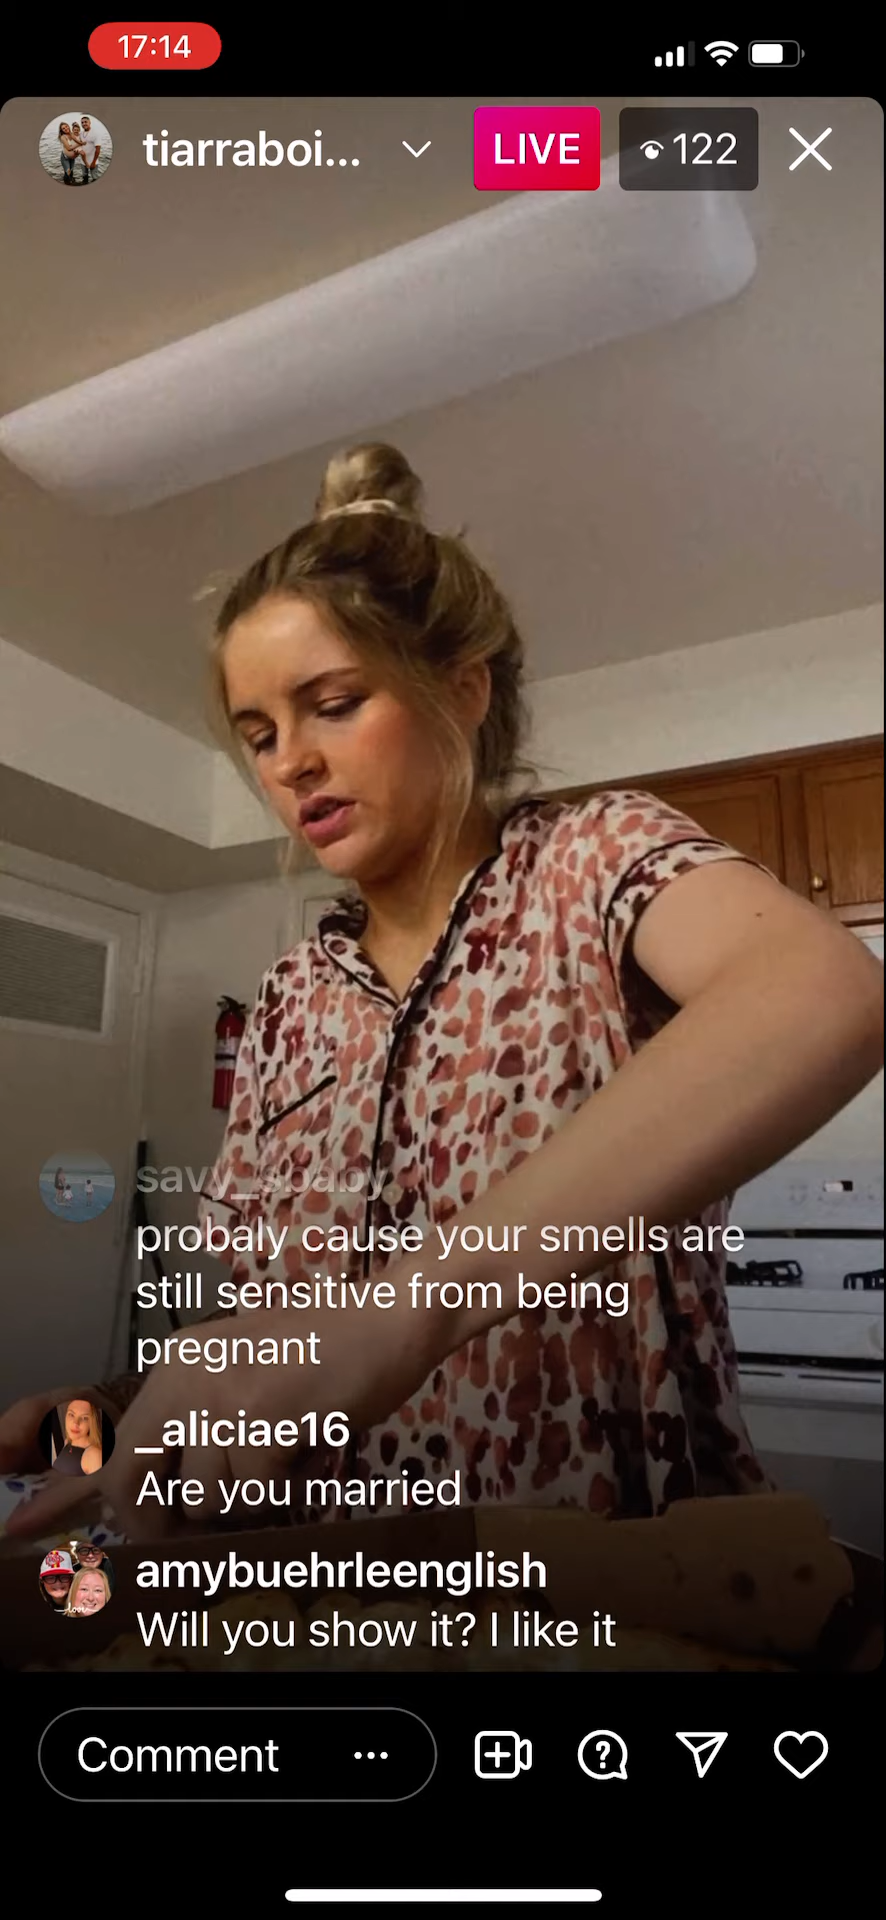 17:14
tiarraboi...
LIVE
122
savy_sbaby
probaly cause your smells are
still sensitive from being
pregnant
_aliciae16
Are you married
amybuehrleenglish
Will you show it? I like it
Comment